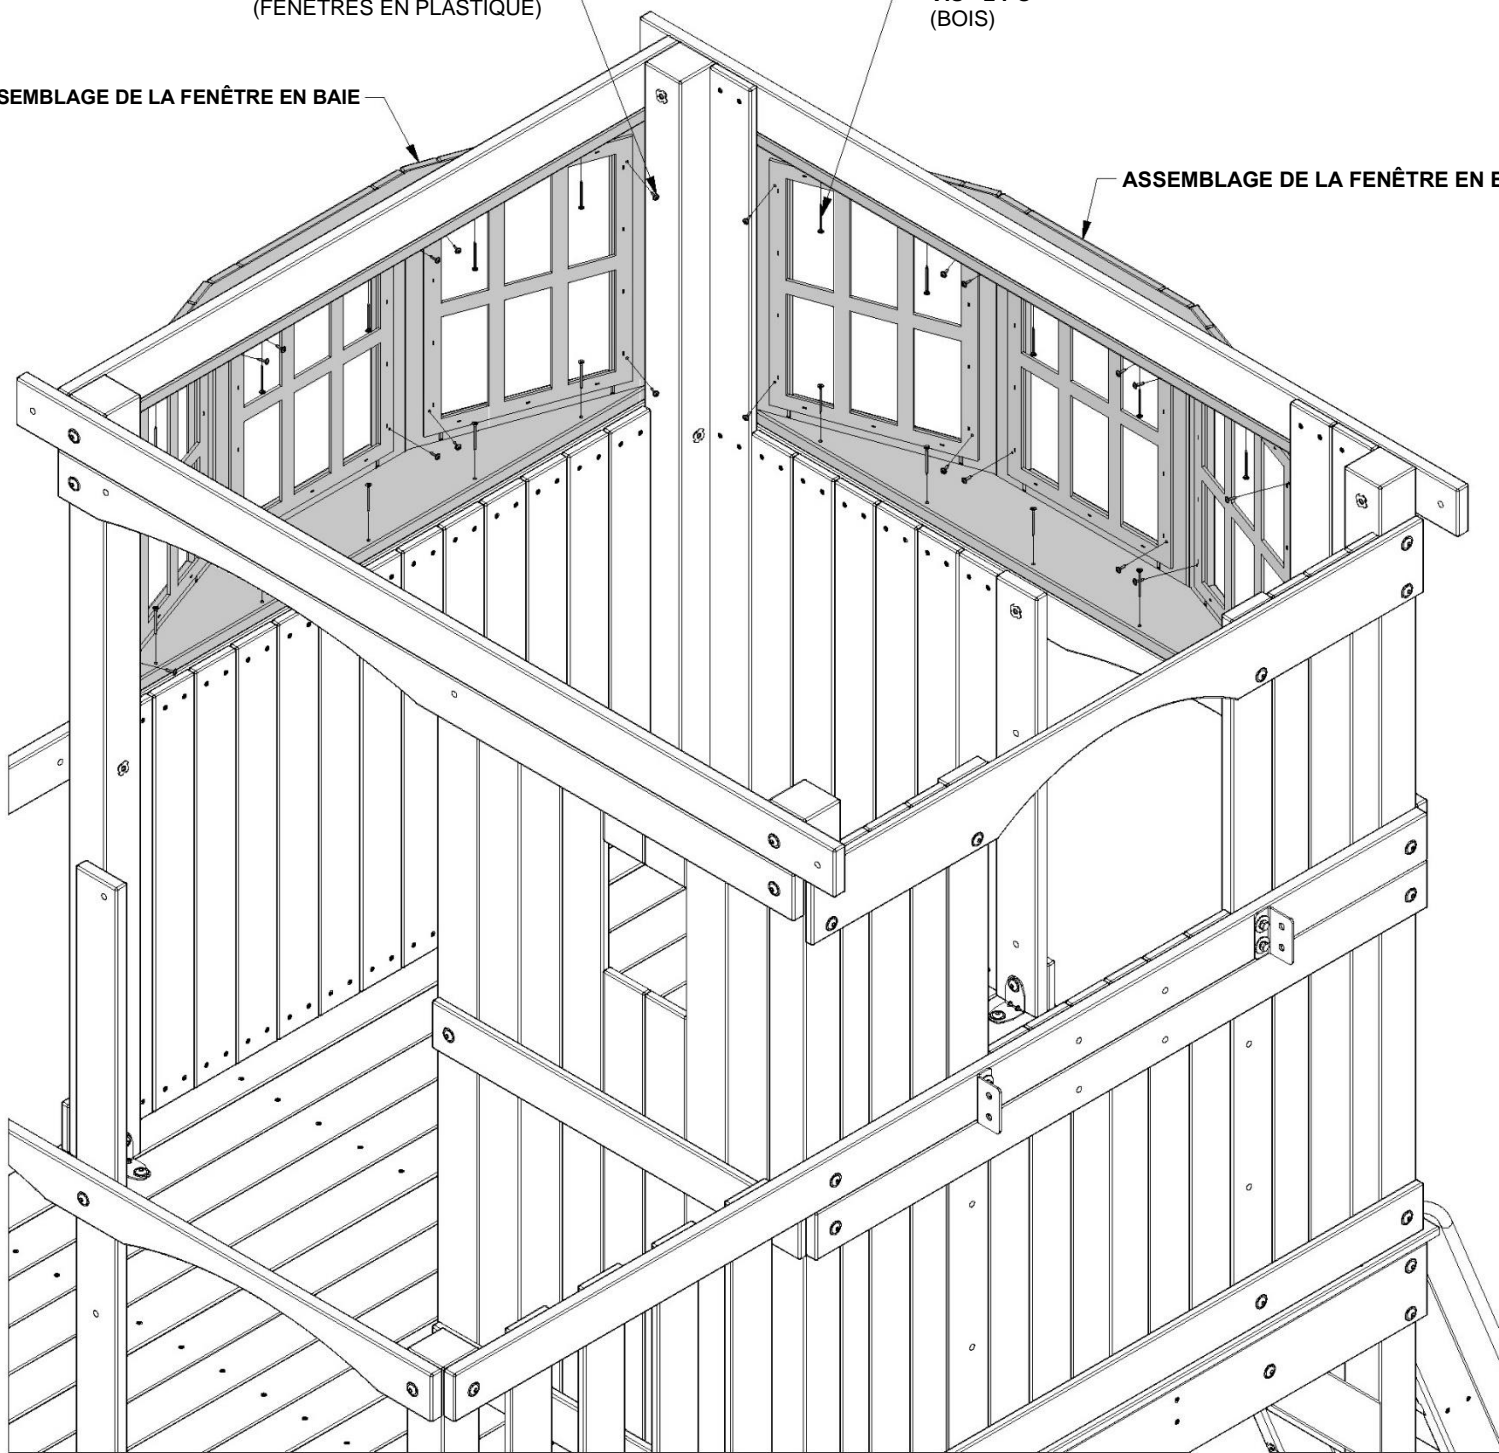 (FENÊTRES EN PLASTIQUE)
(BOIS)
SEMBLAGE DE LA FENÊTRE EN BAIE
ASSEMBLAGE DE LA FENÊTRE EN